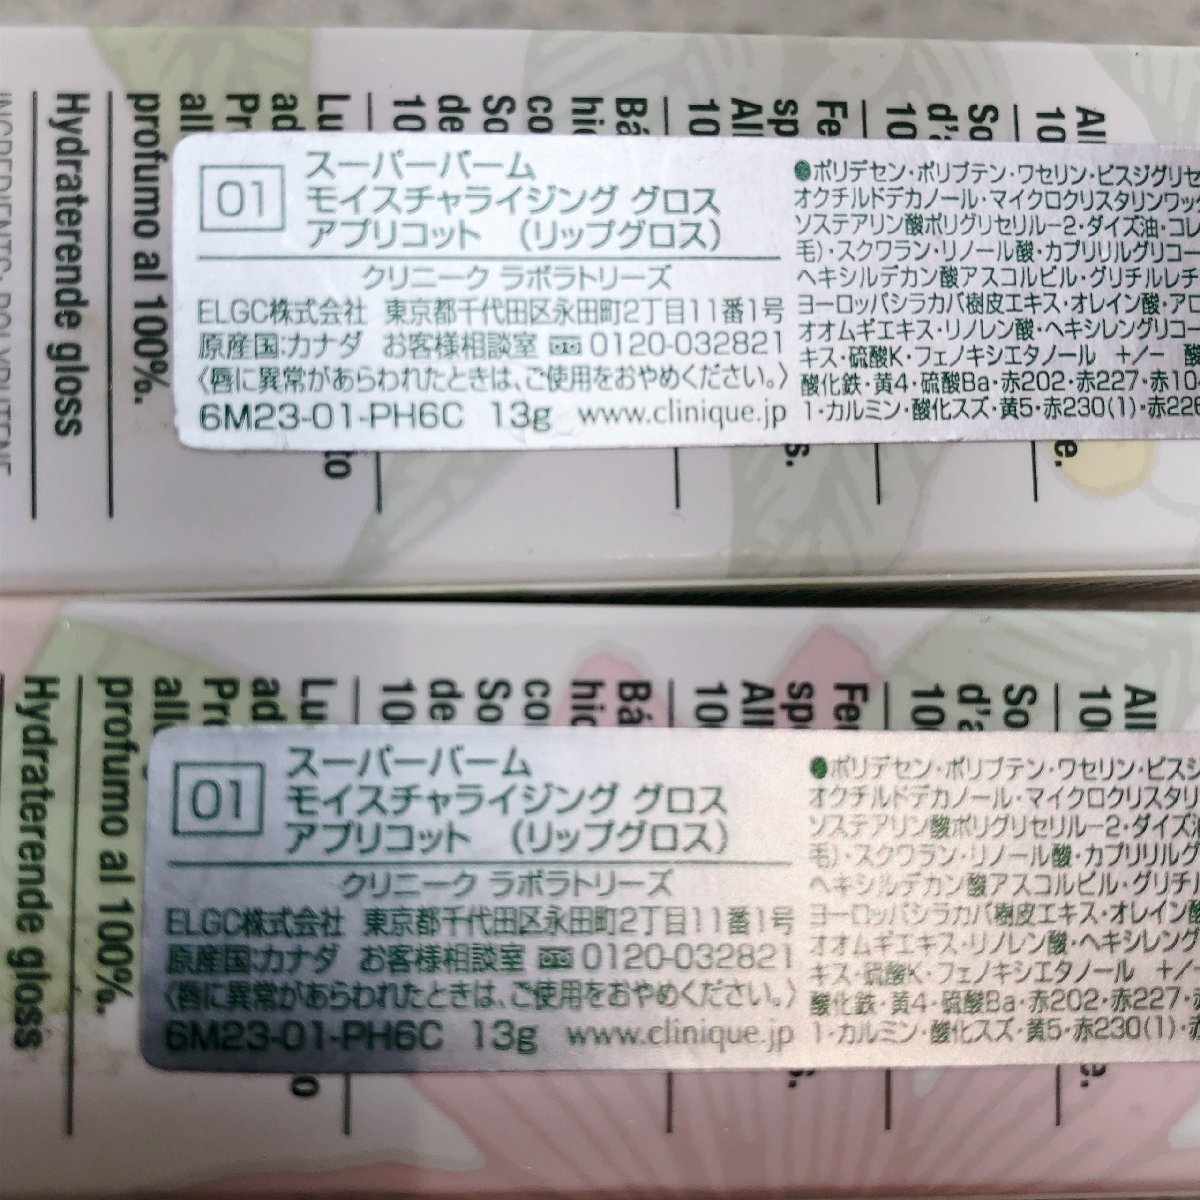 01
スーパーバーム
モイスチャライジング グロス
アプリコット (リップグロス)
クリニーク ラボラトリーズ
ELGC株式会社 東京都千代田区永田町2丁目11番1号
原産国:カナダ お客様相談室 0120-032821
〈唇に異常があらわれたときは、ご使用をおやめください。〉
6M23-01-PH6C 13g www.clinique.jp
●ポリデセン・ポリブテン・ワセリン・ビスジグリセ
オクチルドデカノール・マイクロクリスタリンワッ
ソステアリン酸ポリグリセリル-2・ダイズ油・コレ
毛)・スクワラン・リノール酸・カプリリルグリコー
ヘキシルデカン酸アスコルビル・グリチルレチ
ヨーロッパシラカバ樹皮エキス・オレイン酸・アロ
オオムギエキス・リノレン酸・ヘキシレングリコー
キス・硫酸K・フェノキシエタノール +/- 酸
酸化鉄・黄4・硫酸Ba・赤202・赤227・赤10
1・カルミン・酸化スズ・黄5・赤230(1)・赤226
Hydraterende gloss
profumo al 100%.
01
スーパーバーム
モイスチャライジング グロス
アプリコット (リップグロス)
クリニーク ラボラトリーズ
ELGC株式会社 東京都千代田区永田町2丁目11番1号
原産国:カナダ お客様相談室 0120-032821
〈唇に異常があらわれたときは、ご使用をおやめください。〉
6M23-01-PH6C 13g www.clinique.jp
●ポリデセン・ポリブテン・ワセリン・ビスジ
オクチルドデカノール・マイクロクリスタリ
ソステアリン酸ポリグリセリル-2・ダイズ油
毛)・スクワラン・リノール酸・カプリリルグ
ヘキシルデカン酸アスコルビル・グリチル
ヨーロッパシラカバ樹皮エキス・オレイン酸
オオムギエキス・リノレン酸・ヘキシレング
キス・硫酸K・フェノキシエタノール +/-
酸化鉄・黄4・硫酸Ba・赤202・赤227・
1・カルミン・酸化スズ・黄5・赤230(1)・
Hydraterende gloss
profumo al 100%.